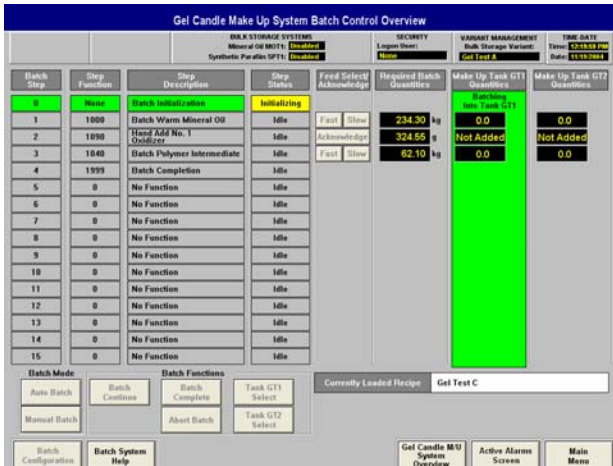 Gel Candle Make Up System
Batch Control Overview
BULK STORAGE SYSTEMS
Mineral Oil MOT1: Disabled
Synthetic Parafin SPT1: Disabled
SECURITY
Logon User:
None
VARIANT MANAGEMENT
Bulk Storage Variant:
Gel Test A
TIME-DATE
Time: 12:19:59 PM
Date: 11/19/2004
Batch Step
Step Function
Step Description
Step Status
Feed Select/ Acknowledge
Required Batch Quantities
Make Up Tank GT1 Quantities
Make Up Tank GT2 Quantities
Batching Into Tank GT1
0 None Batch Initialization Initializing
1 1000 Batch Warm Mineral Oil Idle Fast Slow 234.30 kg 0.0 0.0
2 1090 Hand Add No. 1 Oxidizer Idle Acknowledge 324.55 g Not Added Not Added
3 1040 Batch Polymer Intermediate Idle Fast Slow 62.10 kg 0.0 0.0
4 1999 Batch Completion Idle
5 0 No Function Idle
6 0 No Function Idle
7 0 No Function Idle
8 0 No Function Idle
9 0 No Function Idle
10 0 No Function Idle
11 0 No Function Idle
12 0 No Function Idle
13 0 No Function Idle
14 0 No Function Idle
15 0 No Function Idle
Batch Mode
Auto Batch
Manual Batch
Batch Functions
Batch Continue
Batch Complete
Tank GT1 Select
Abort Batch
Tank GT2 Select
Currently Loaded Recipe Gel Test C
Batch Configuration
Batch System Help
Gel Candle M/U System Overview
Active Alarms Screen
Main Menu